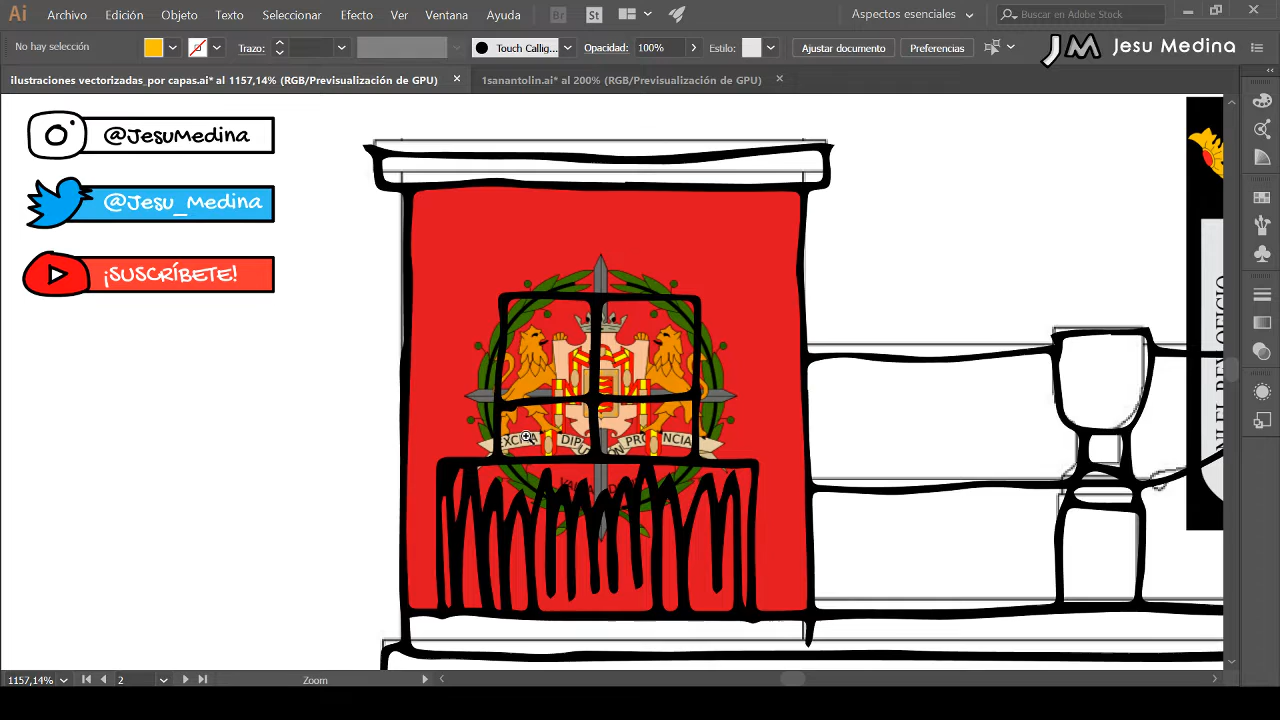 Ai Archivo Edición Objeto Texto Seleccionar Efecto Ver Ventana Ayuda Br St Aspectos esenciales Buscar en Adobe Stock
No hay selección Trazo: Touch Callig... Opacidad: 100% Estilo: Ajustar documento Preferencias JM Jesu Medina
ilustraciones vectorizadas_por capas.ai* al 1157,14% (RGB/Previsualización de GPU) × 1sanantolin.ai* al 200% (RGB/Previsualización de GPU) ×
@JesuMedina
@Jesu_Medina
¡SUSCRÍBETE!
1157,14% 2 Zoom